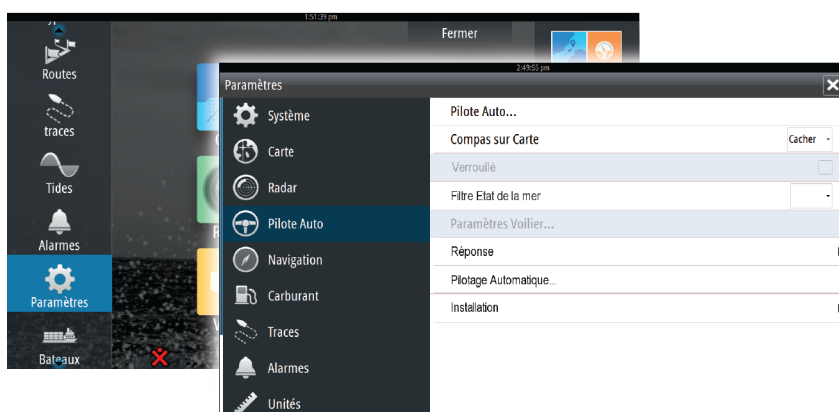 1:51:39 pm
Fermer
Routes
traces
Tides
Alarmes
Paramètres
Bateaux
2:49:55 pm
Paramètres
Système
Carte
Radar
Pilote Auto
Navigation
Carburant
Traces
Alarmes
Unités
Pilote Auto...
Compas sur Carte
Cacher
Verrouillé
Filtre Etat de la mer
Paramètres Voilier...
Réponse
Pilotage Automatique...
Installation